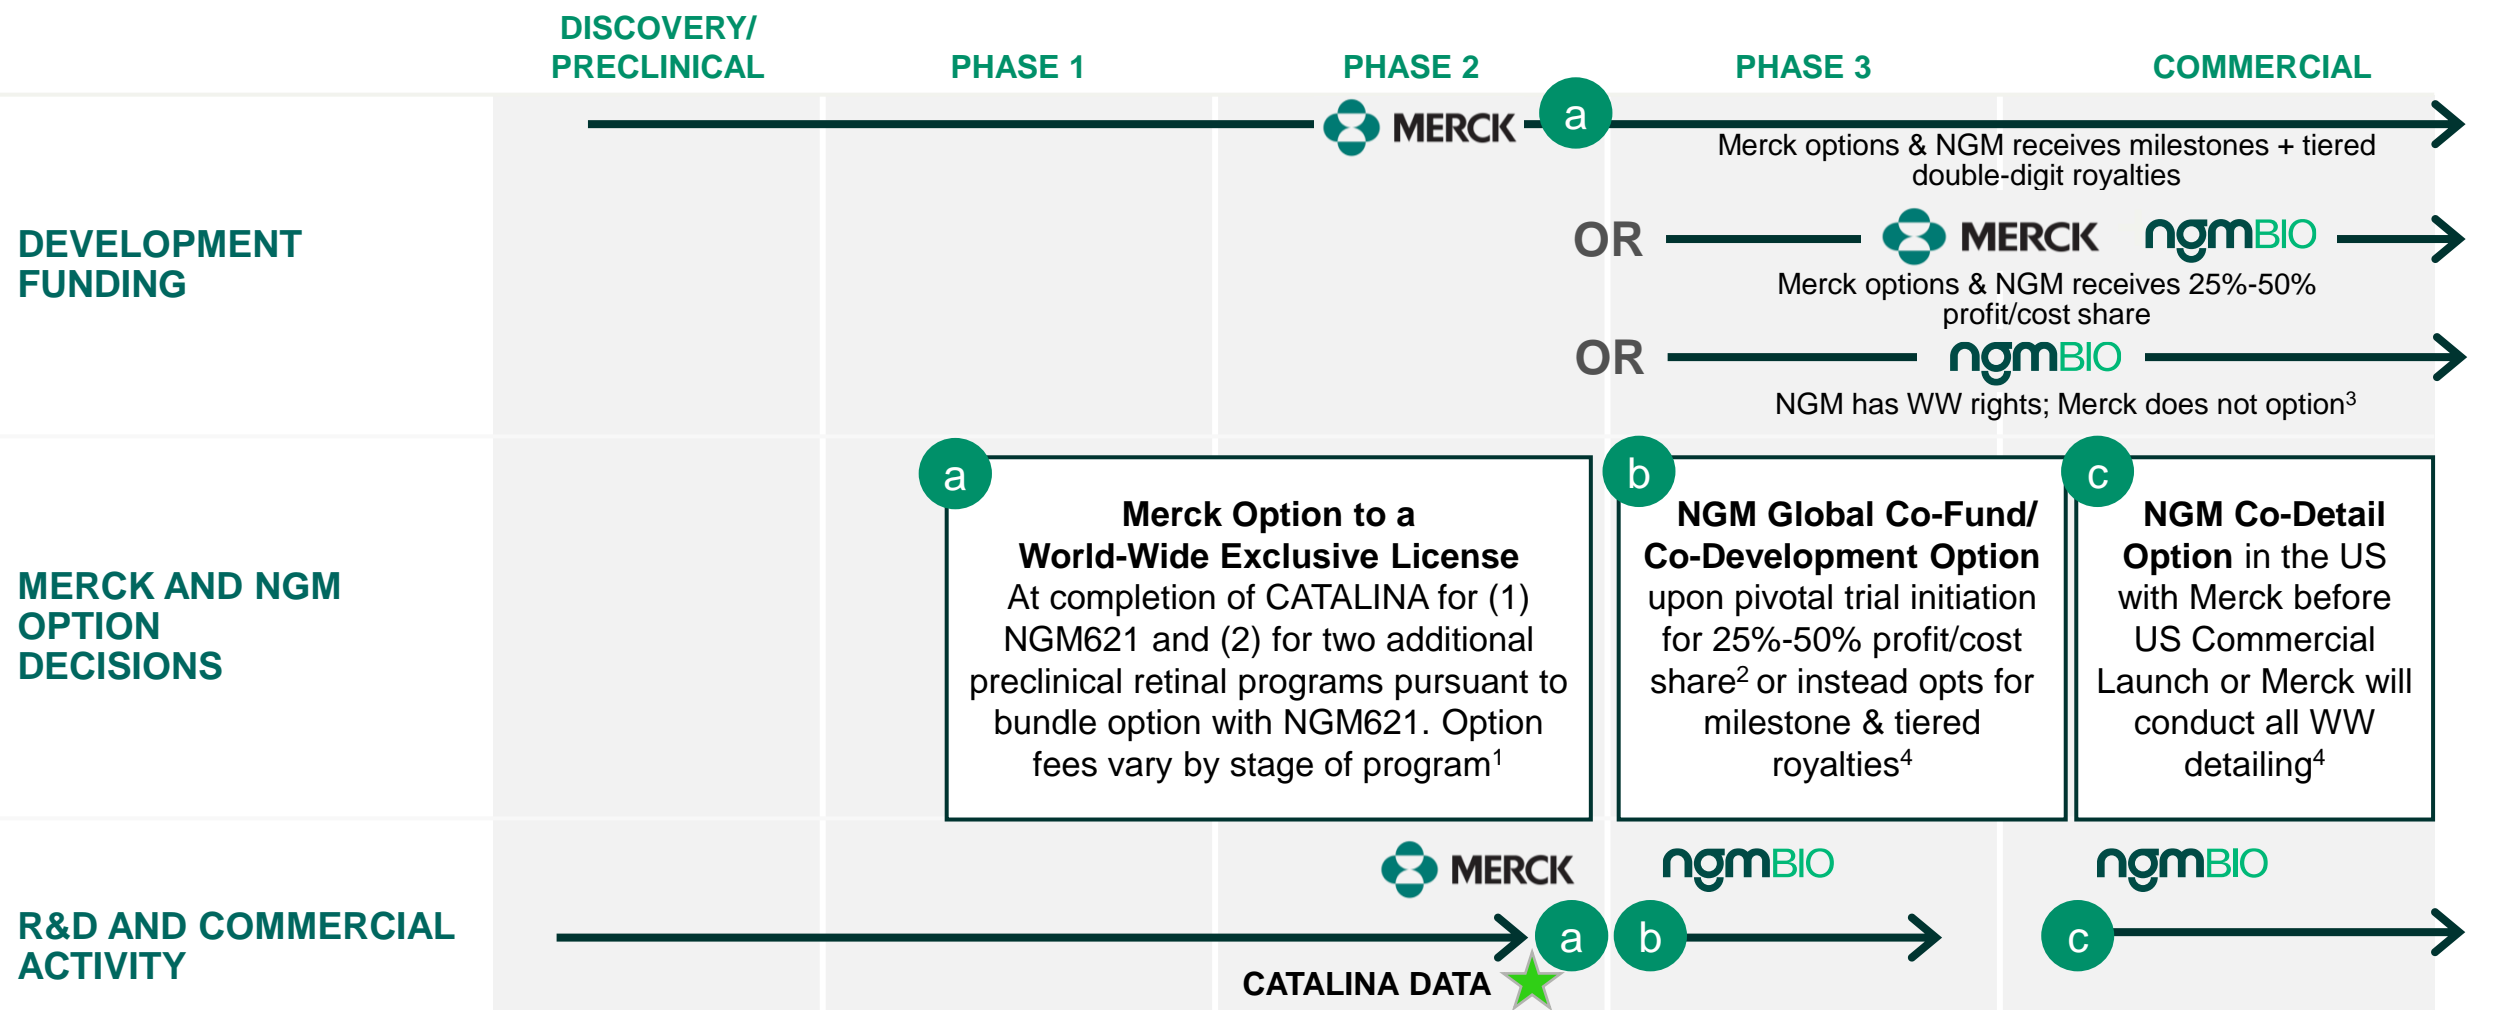 DISCOVERY/
PRECLINICAL
PHASE 1
PHASE 2
PHASE 3
COMMERCIAL
DEVELOPMENT
FUNDING
MERCK
a
Merck options & NGM receives milestones + tiered
double-digit royalties
OR
MERCK
ngmBIO
Merck options & NGM receives 25%-50%
profit/cost share
OR
ngmBIO
NGM has WW rights; Merck does not option³
MERCK AND NGM
OPTION
DECISIONS
a
Merck Option to a
World-Wide Exclusive License
At completion of CATALINA for (1)
NGM621 and (2) for two additional
preclinical retinal programs pursuant to
bundle option with NGM621. Option
fees vary by stage of program¹
b
NGM Global Co-Fund/
Co-Development Option
upon pivotal trial initiation
for 25%-50% profit/cost
share² or instead opts for
milestone & tiered
royalties⁴
c
NGM Co-Detail
Option in the US
with Merck before
US Commercial
Launch or Merck will
conduct all WW
detailing⁴
R&D AND COMMERCIAL
ACTIVITY
MERCK
ngmBIO
ngmBIO
a
b
c
CATALINA DATA